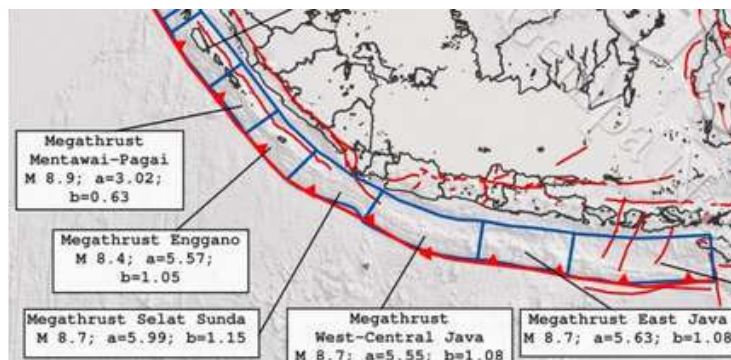 Megathrust
Mentawai-Pagai
M 8.9; a=3.02;
b=0.63
Megathrust Enggano
M 8.4; a=5.57;
b=1.05
Megathrust Selat Sunda
M 8.7; a=5.99; b=1.15
Megathrust
West-Central Java
M 8.7; a=5.55; b=1.08
Megathrust East Java
M 8.7; a=5.63; b=1.08